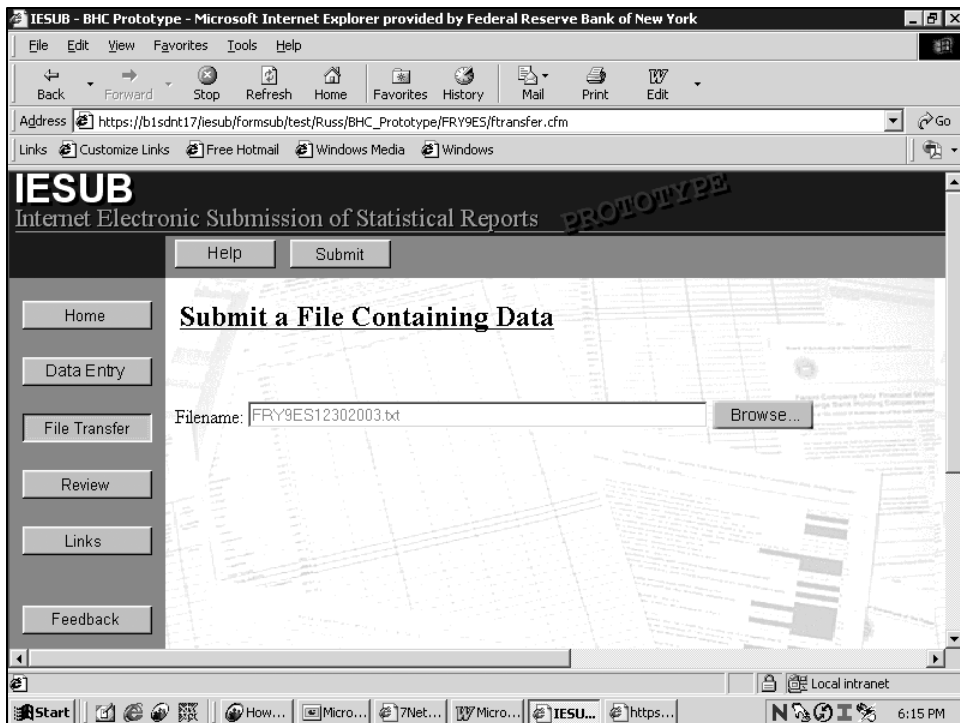 IESUB - BHC Prototype - Microsoft Internet Explorer provided by Federal Reserve Bank of New York
File Edit View Favorites Tools Help
Back Forward Stop Refresh Home Favorites History Mail Print Edit
Address https://b1sdnt17/iesub/formsub/test/Russ/BHC_Prototype/FRY9ES/ftransfer.cfm Go
Links Customize Links Free Hotmail Windows Media Windows
IESUB
Internet Electronic Submission of Statistical Reports PROTOTYPE
Help Submit
Home
Submit a File Containing Data
Data Entry
Filename: FRY9ES12302003.txt Browse...
File Transfer
Review
Links
Feedback
Local intranet
Start How... Micro... 7Net... Micro... IESU... https... 6:15 PM